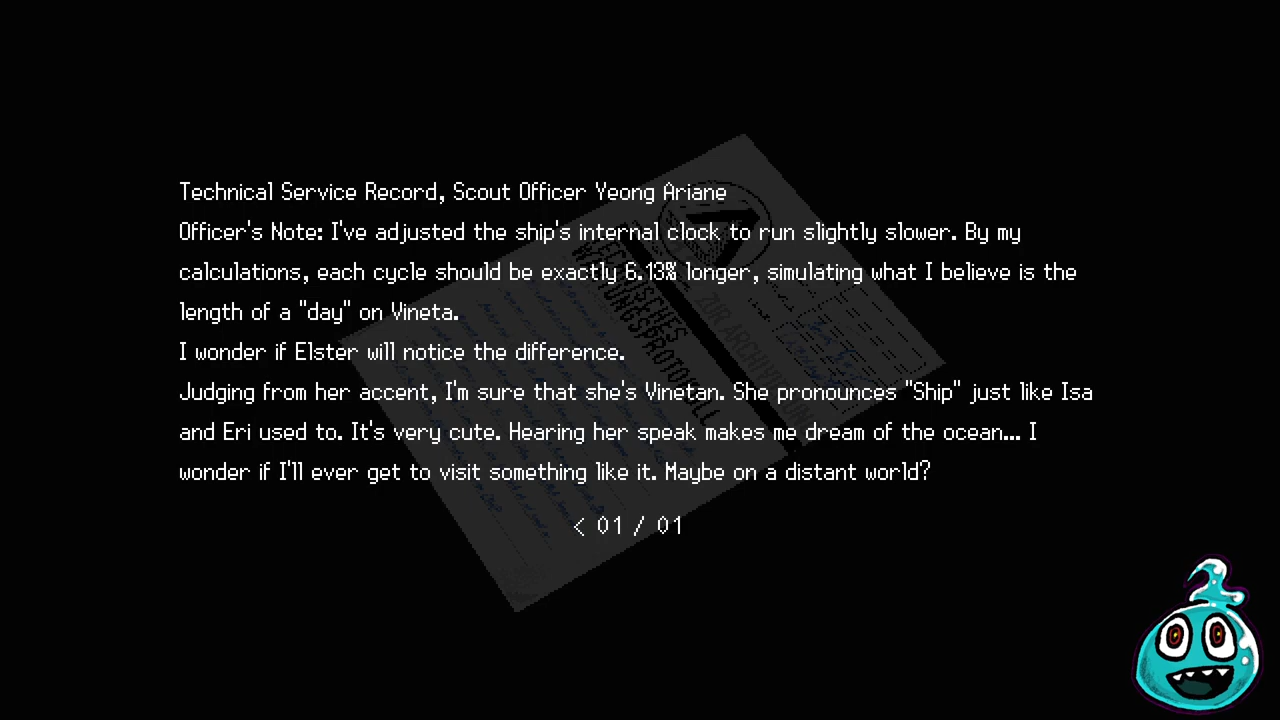 Technical Service Record, Scout Officer Yeong Ariane
Officer's Note: I've adjusted the ship's internal clock to run slightly slower. By my
calculations, each cycle should be exactly 6.13% longer, simulating what I believe is the
length of a "day" on Vineta.
I wonder if Elster will notice the difference.
Judging from her accent, I'm sure that she's Vinetan. She pronounces "Ship" just like Isa
and Eri used to. It's very cute. Hearing her speak makes me dream of the ocean... I
wonder if I'll ever get to visit something like it. Maybe on a distant world?
< 01 / 01